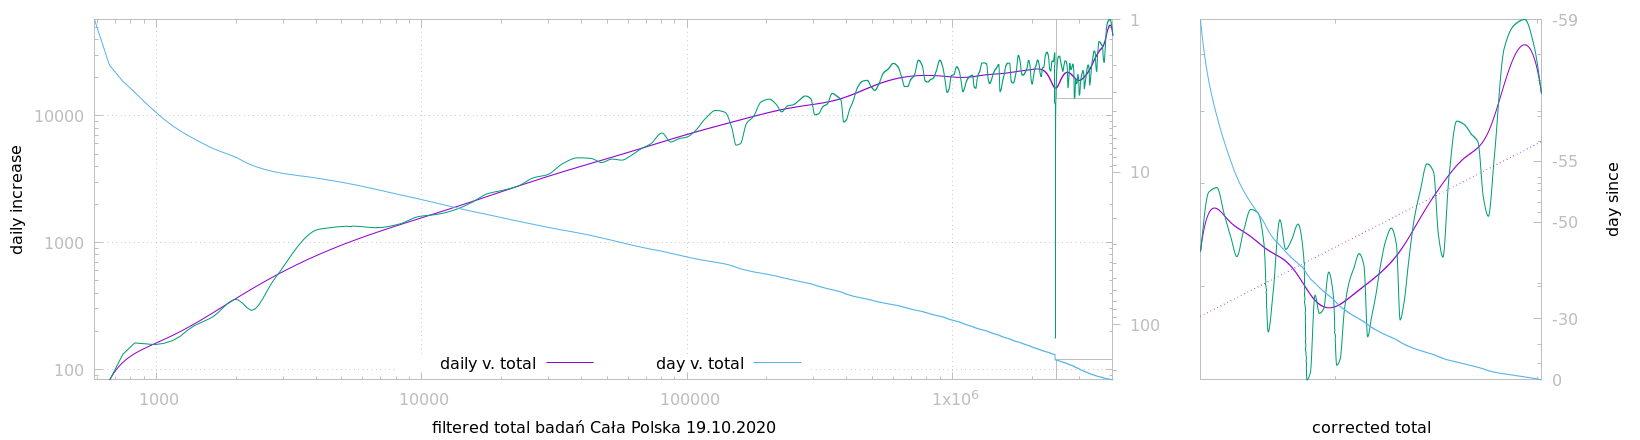 daily increase
10000
1000
100
1000
10000
100000
1x10⁶
1
10
100
daily v. total
day v. total
filtered total badań Cała Polska 19.10.2020
-59
-55
-50
-30
0
day since
corrected total